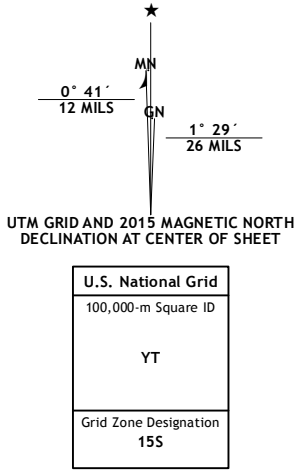 ★
MN
0° 41´
12 MILS
GN
1° 29´
26 MILS
UTM GRID AND 2015 MAGNETIC NORTH
DECLINATION AT CENTER OF SHEET
U.S. National Grid
100,000-m Square ID
YT
Grid Zone Designation
15S